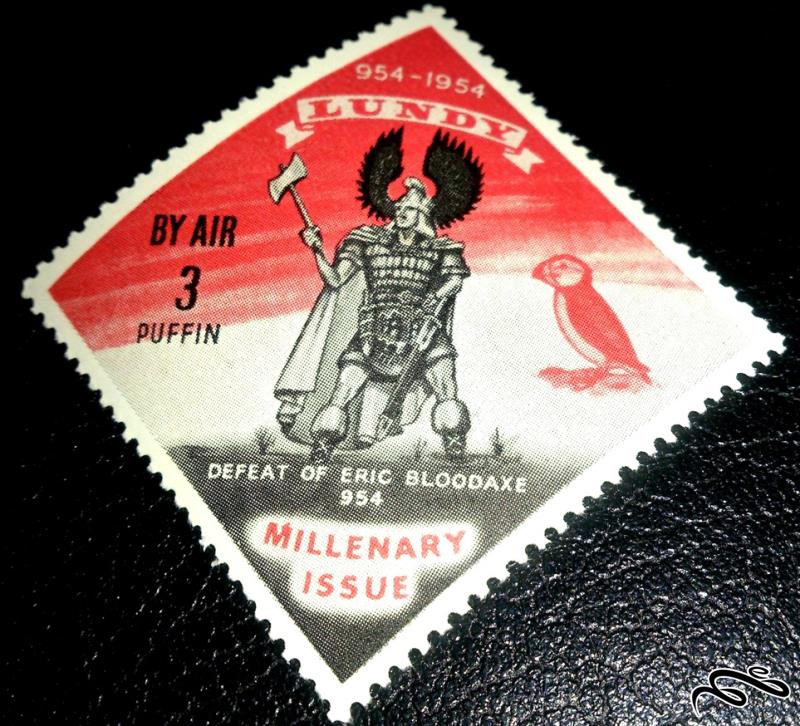 954-1954
LUNDY
BY AIR
3
PUFFIN
DEFEAT OF ERIC BLOODAXE
954
MILLENARY
ISSUE